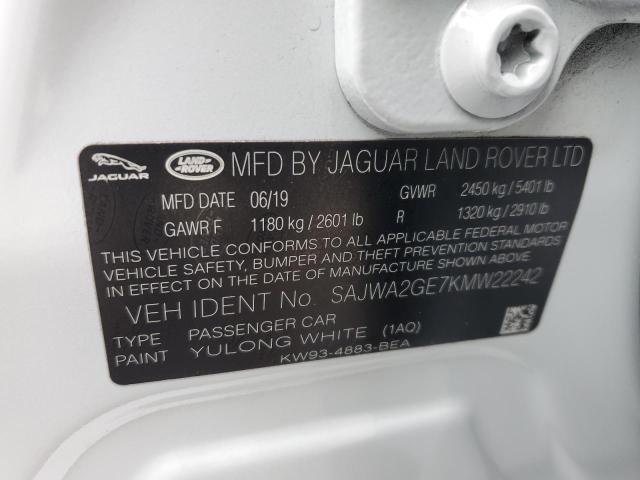 JAGUAR LAND ROVER MFD BY JAGUAR LAND ROVER LTD
MFD DATE 06/19 GVWR 2450 kg / 5401 lb
GAWR F 1180 kg / 2601 lb R 1320 kg / 2910 lb
THIS VEHICLE CONFORMS TO ALL APPLICABLE FEDERAL MOTOR
VEHICLE SAFETY, BUMPER AND THEFT PREVENTION STANDARDS
IN EFFECT ON THE DATE OF MANUFACTURE SHOWN ABOVE.
VEH IDENT No. SAJWA2GE7KMW22242
TYPE PASSENGER CAR
PAINT YULONG WHITE (1AQ)
KW93-4883-BEA